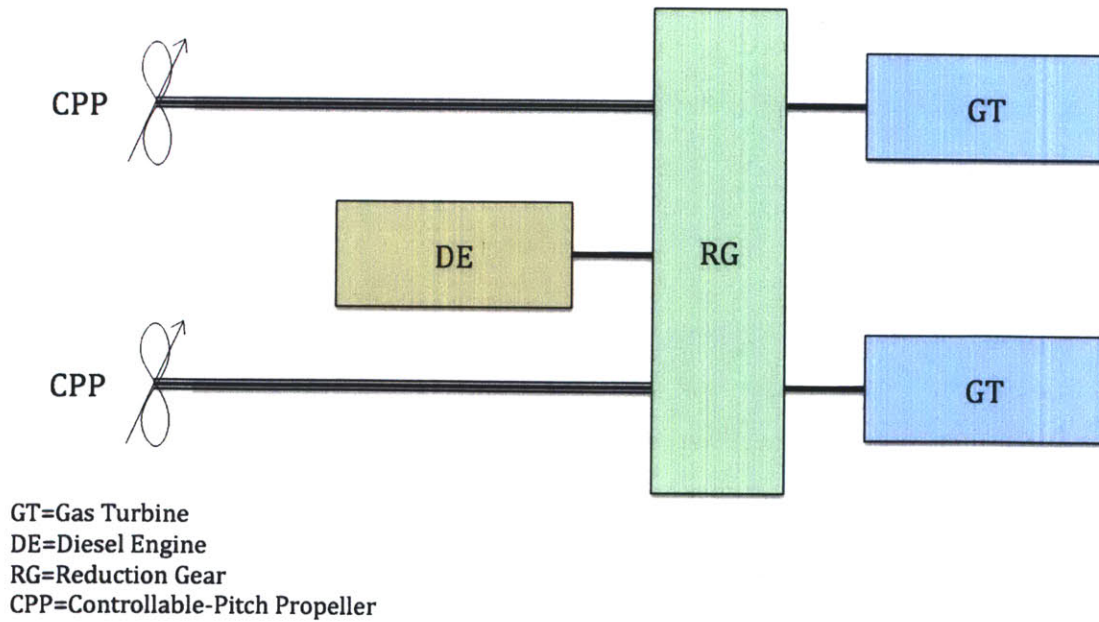 CPP
GT
DE
RG
CPP
GT
GT=Gas Turbine
DE=Diesel Engine
RG=Reduction Gear
CPP=Controllable-Pitch Propeller